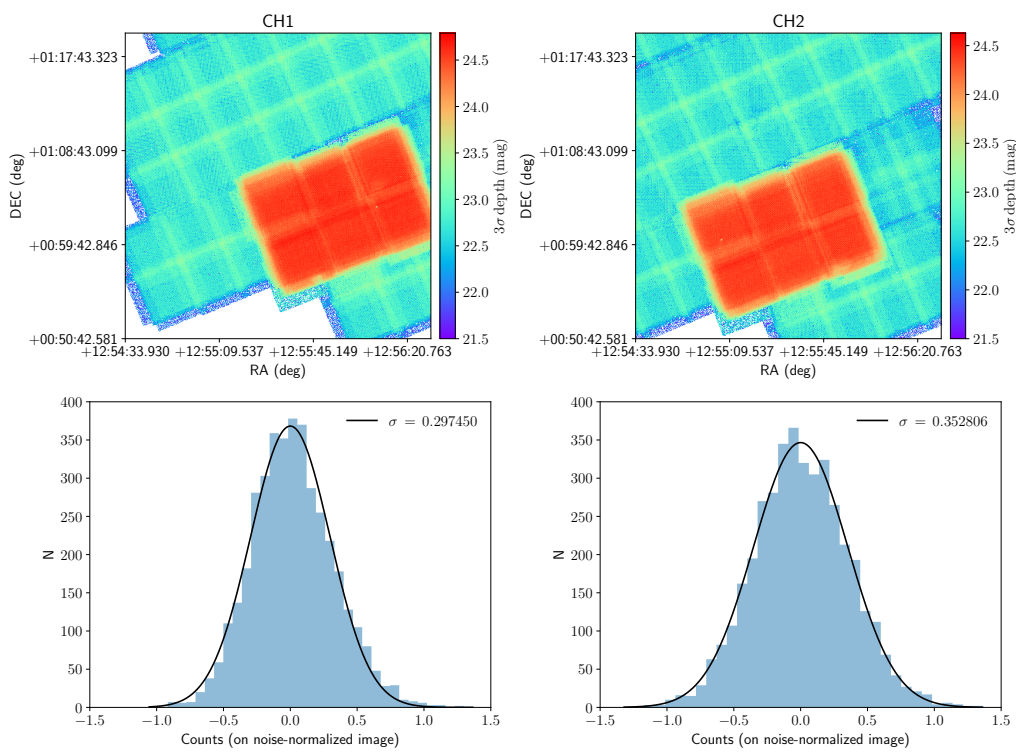 CH1
CH2
+01:17:43.323
+01:08:43.099
+00:59:42.846
+00:50:42.581
DEC (deg)
+12:54:33.930 +12:55:09.537 +12:55:45.149 +12:56:20.763
RA (deg)
24.5
24.0
23.5
23.0
22.5
22.0
21.5
3σ depth (mag)
+01:17:43.323
+01:08:43.099
+00:59:42.846
+00:50:42.581
DEC (deg)
+12:54:33.930 +12:55:09.537 +12:55:45.149 +12:56:20.763
RA (deg)
24.5
24.0
23.5
23.0
22.5
22.0
21.5
3σ depth (mag)
400
350
300
250
200
150
100
50
0
N
σ = 0.297450
−1.5 −1.0 −0.5 0.0 0.5 1.0 1.5
Counts (on noise-normalized image)
400
350
300
250
200
150
100
50
0
N
σ = 0.352806
−1.5 −1.0 −0.5 0.0 0.5 1.0 1.5
Counts (on noise-normalized image)